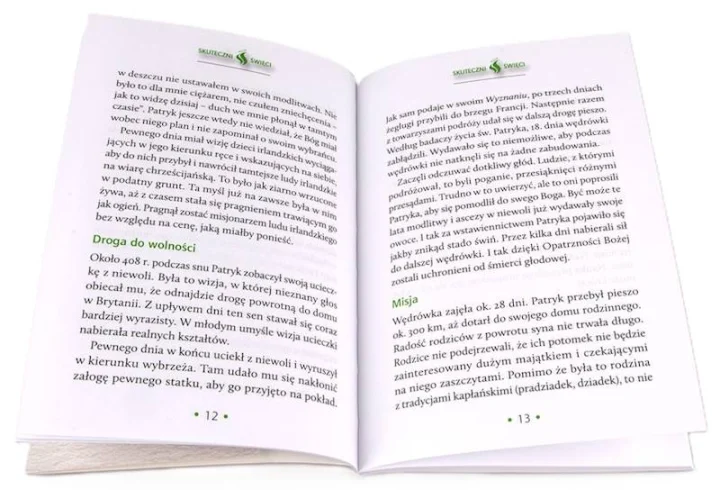 SKUTECZNI ŚWIĘCI
w deszczu nie ustawałem w swoich modlitwach. Nie
było to dla mnie ciężarem, nie czułem zniechęcenia –
jak to widzę dzisiaj – duch we mnie płonął w tamtym
czasie”. Patryk jeszcze wtedy nie wiedział, że Bóg miał
wobec niego plan i nie zapominał o swoim wybrańcu.
Pewnego dnia miał wizję dzieci irlandzkich wyciąga-
jących w jego kierunku ręce i wskazujących na siebie,
aby do nich przybył i nawrócił tamtejsze ludy irlandzkie
na wiarę chrześcijańską. To było jak ziarno wrzucone
w podatny grunt. Ta myśl już na zawsze była w nim
żywa, aż z czasem stała się pragnieniem trawiącym go
jak ogień. Pragnął zostać misjonarzem ludu irlandzkiego
bez względu na cenę, jaką miałby ponieść.
Droga do wolności
Około 408 r. podczas snu Patryk zobaczył swoją uciecz-
kę z niewoli. Była to wizja, w której nieznany głos
obiecał mu, że odnajdzie drogę powrotną do domu
w Brytanii. Z upływem dni ten sen stawał się coraz
bardziej wyrazisty. W młodym umyśle wizja ucieczki
nabierała realnych kształtów.
Pewnego dnia w końcu uciekł z niewoli i wyruszył
w kierunku wybrzeża. Tam udało mu się nakłonić
załogę pewnego statku, aby go przyjęto na pokład.
• 12 •
SKUTECZNI ŚWIĘCI
Jak sam podaje w swoim Wyznaniu, po trzech dniach
żeglugi przybili do brzegu Francji. Następnie razem
z towarzyszami podróży udał się w dalszą drogę pieszo.
Według badaczy życia św. Patryka, 18. dnia wędrówki
zabłądzili. Wydawało się to niemożliwe, aby podczas
wędrówki nie natknęli się na żadne zabudowania.
Zaczęli odczuwać dotkliwy głód. Ludzie, z którymi
podróżował, to byli poganie, przesiąknięci różnymi
przesądami. Trudno w to uwierzyć, ale to oni poprosili
Patryka, aby się pomodlił do swego Boga. Być może te
lata modlitwy i ascezy w niewoli już wydawały swoje
owoce. I tak za wstawiennictwem Patryka pojawiło się
jakby znikąd stado świń. Przez kilka dni nabierali sił
do dalszej wędrówki. I tak dzięki Opatrzności Bożej
zostali uchronieni od śmierci głodowej.
Misja
Wędrówka zajęła ok. 28 dni. Patryk przebył pieszo
ok. 300 km, aż dotarł do swojego domu rodzinnego.
Radość rodziców z powrotu syna nie trwała długo.
Rodzice nie podejrzewali, że ich potomek nie będzie
zainteresowany dużym majątkiem i czekającymi
na niego zaszczytami. Pomimo że była to rodzina
z tradycjami kapłańskimi (pradziadek, dziadek), to nie
• 13 •